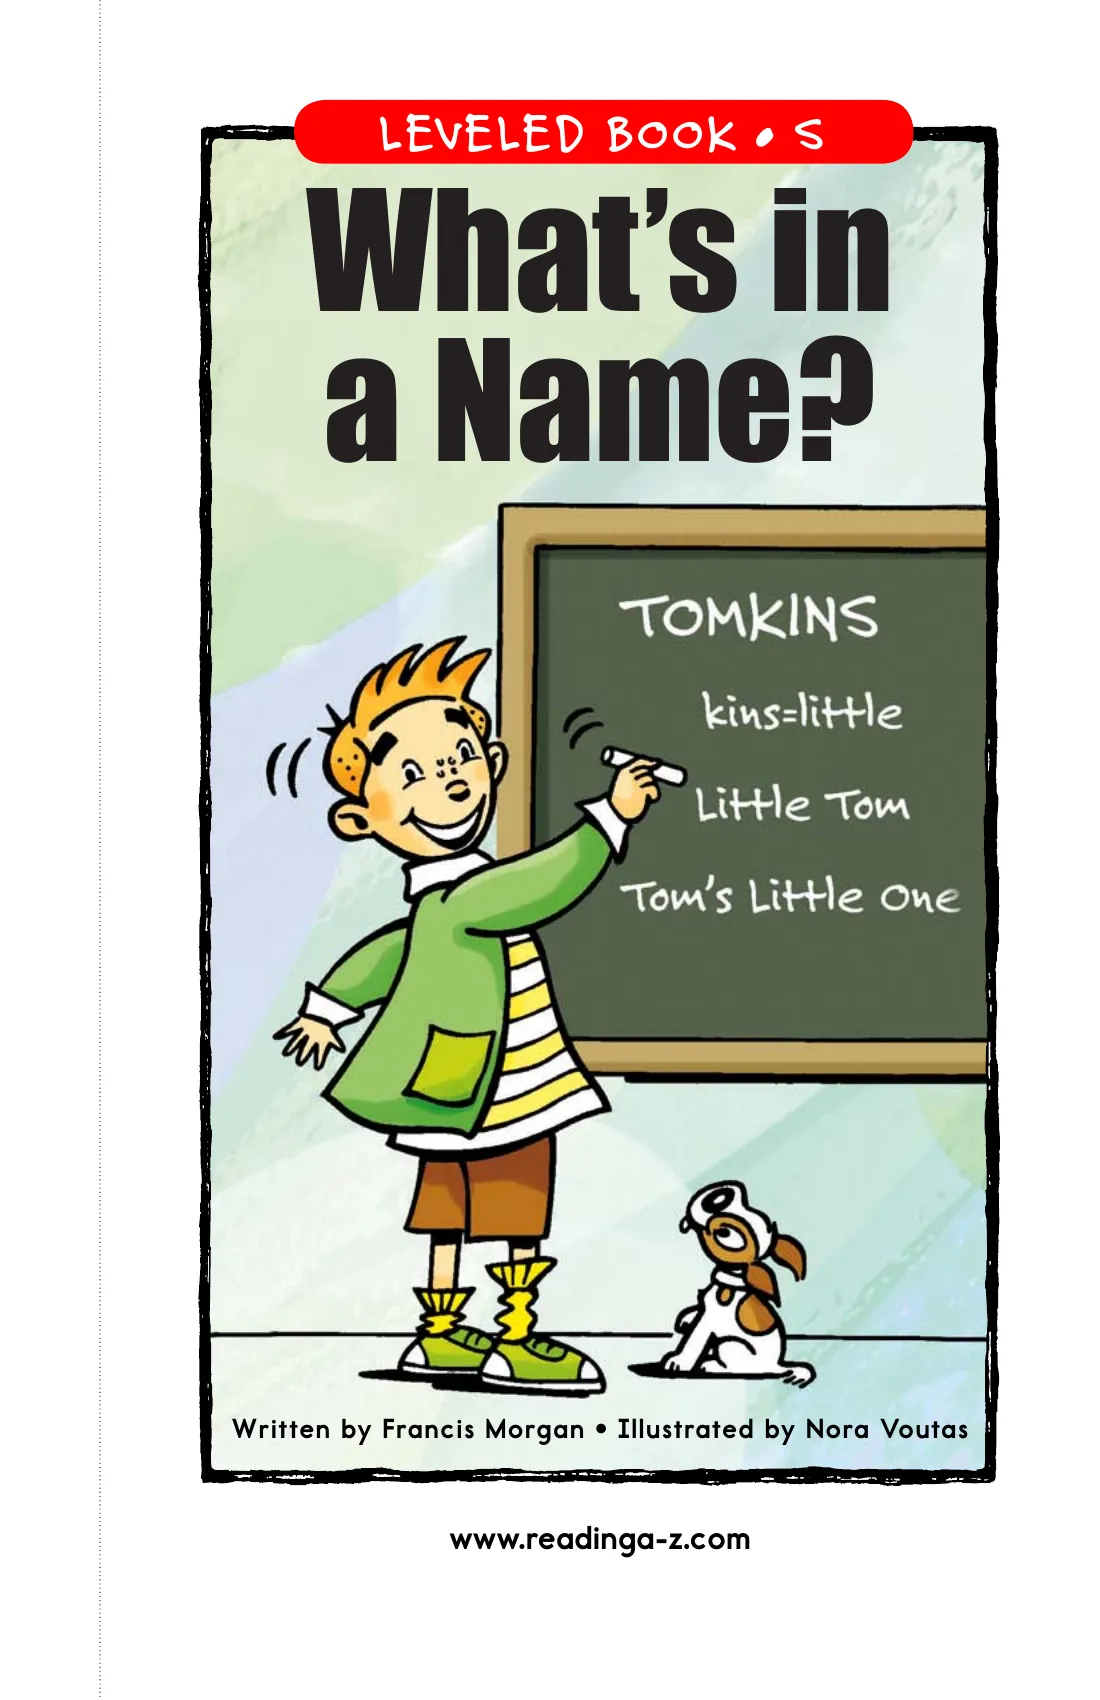 LEVELED BOOK • S
What's in
a Name?
TOMKINS
kins=little
Little Tom
Tom's Little One
Written by Francis Morgan • Illustrated by Nora Voutas
www.readinga-z.com